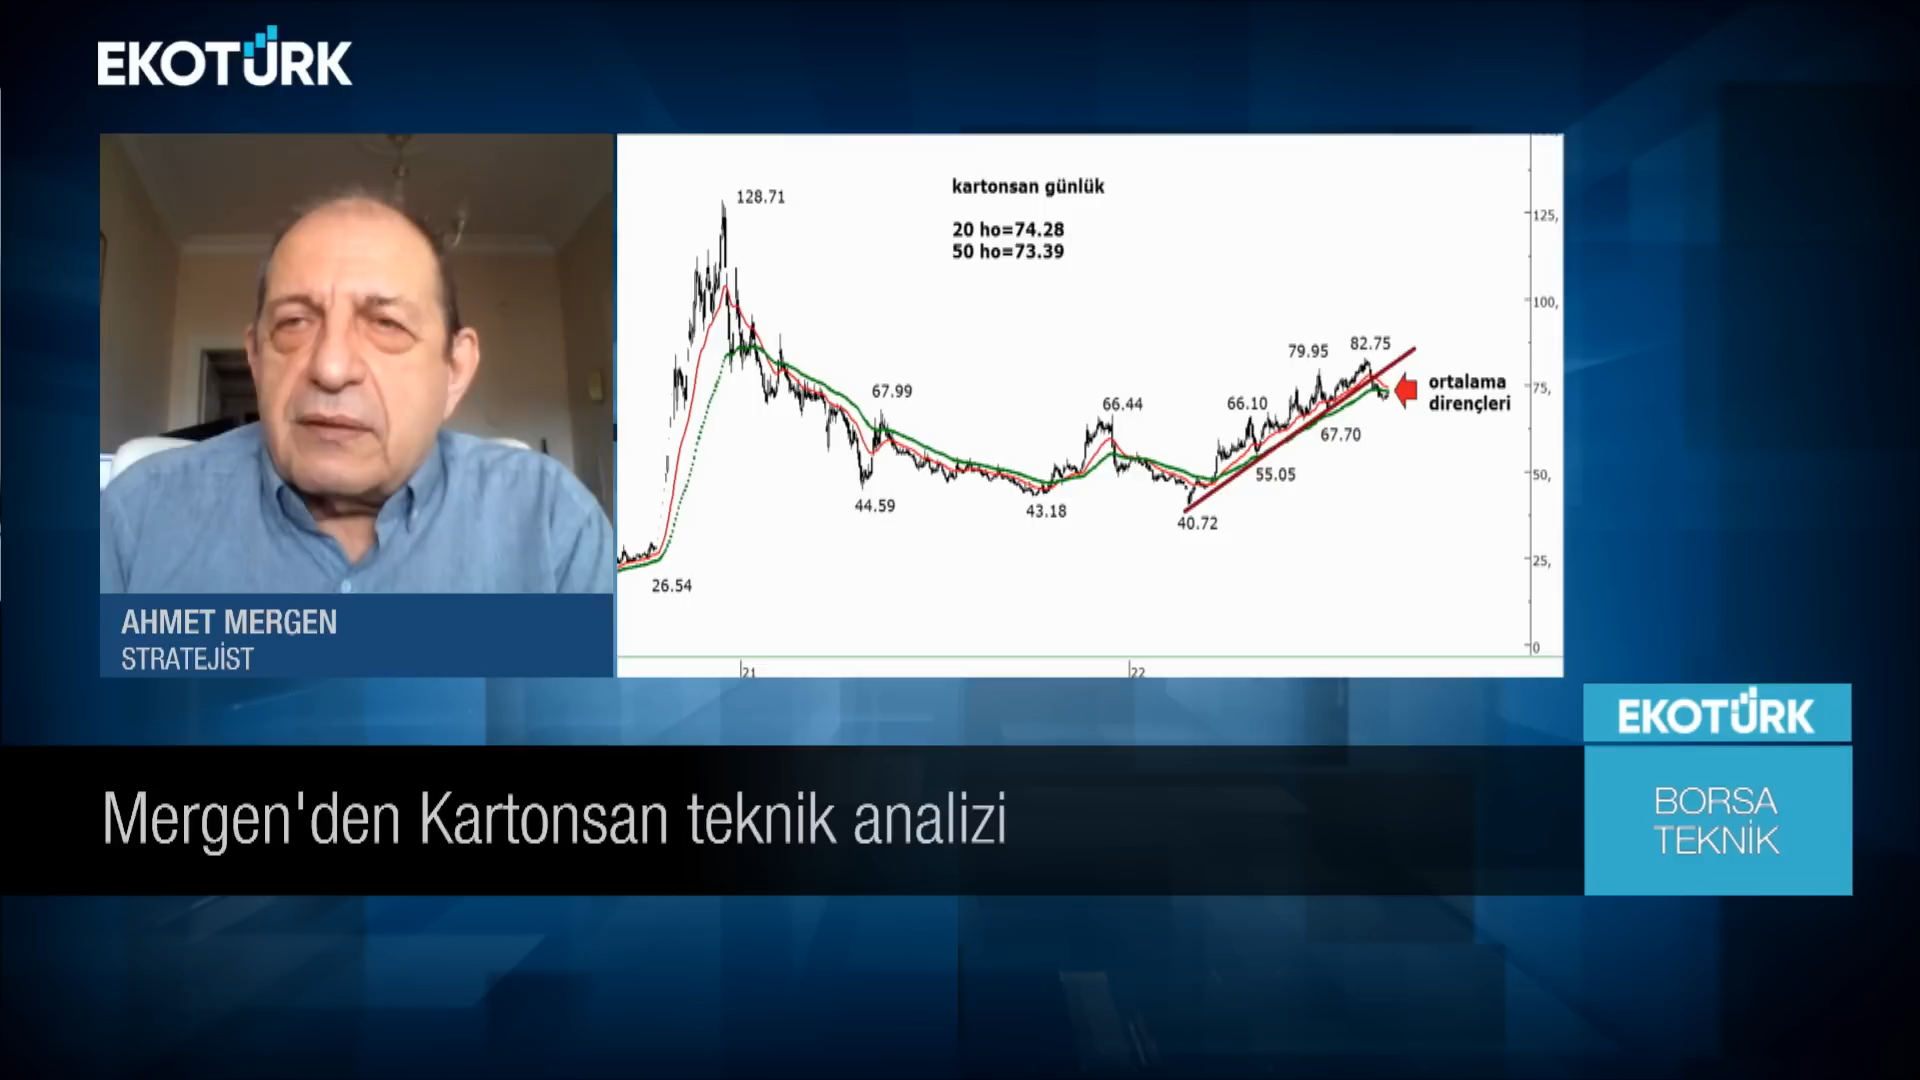 EKOTÜRK
128.71
kartonsan günlük
20 ho=74.28
50 ho=73.39
125,
100,
75,
50,
25,
0
82.75
79.95
ortalama
dirençleri
67.99
66.44
66.10
67.70
55.05
44.59
43.18
40.72
26.54
21
22
AHMET MERGEN
STRATEJİST
EKOTÜRK
BORSA
TEKNİK
Mergen'den Kartonsan teknik analizi